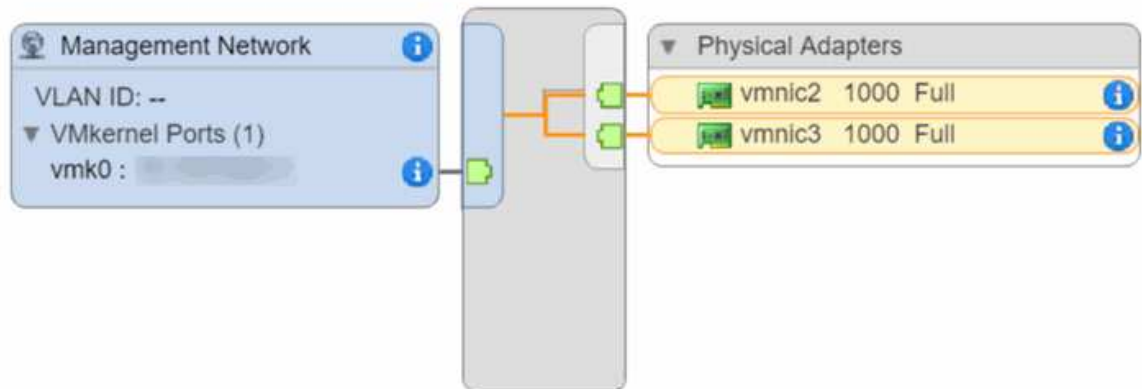 Management Network
VLAN ID: --
VMkernel Ports (1)
vmk0 :
Physical Adapters
vmnic2 1000 Full
vmnic3 1000 Full